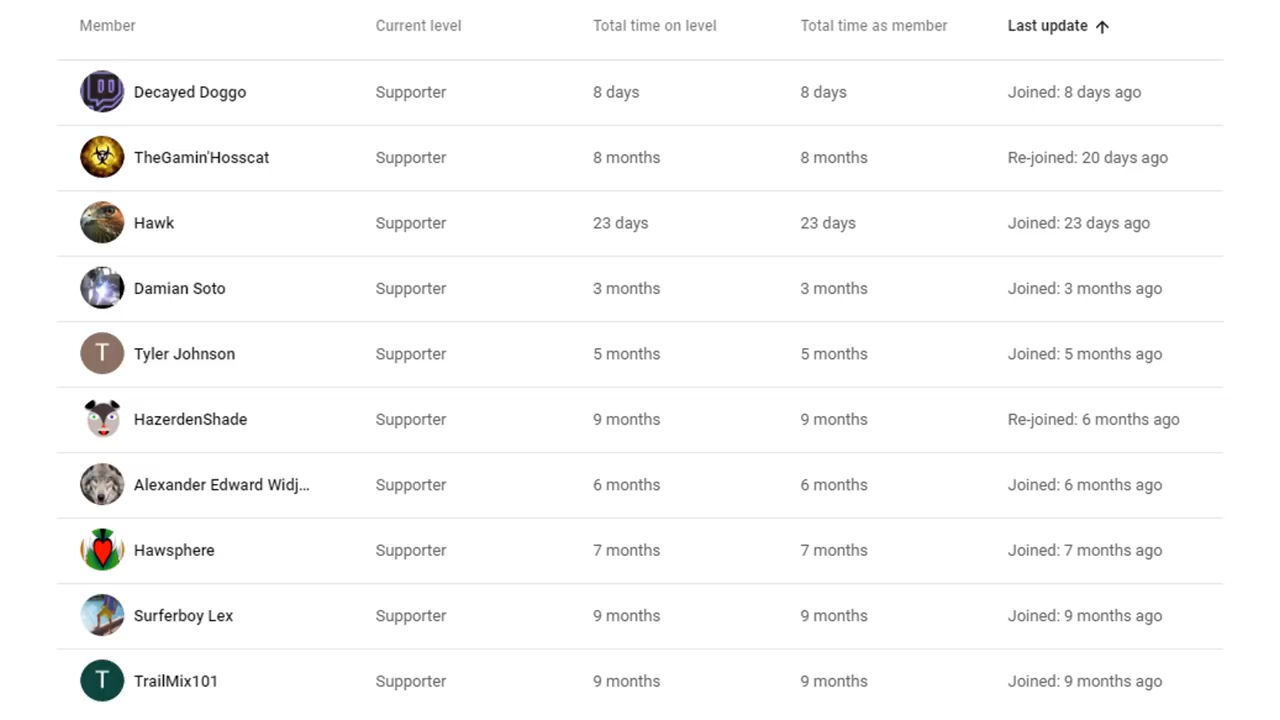 Member Current level Total time on level Total time as member Last update
Decayed Doggo Supporter 8 days 8 days Joined: 8 days ago
TheGamin'Hosscat Supporter 8 months 8 months Re-joined: 20 days ago
Hawk Supporter 23 days 23 days Joined: 23 days ago
Damian Soto Supporter 3 months 3 months Joined: 3 months ago
T Tyler Johnson Supporter 5 months 5 months Joined: 5 months ago
HazerdenShade Supporter 9 months 9 months Re-joined: 6 months ago
Alexander Edward Widj... Supporter 6 months 6 months Joined: 6 months ago
Hawsphere Supporter 7 months 7 months Joined: 7 months ago
Surferboy Lex Supporter 9 months 9 months Joined: 9 months ago
T TrailMix101 Supporter 9 months 9 months Joined: 9 months ago